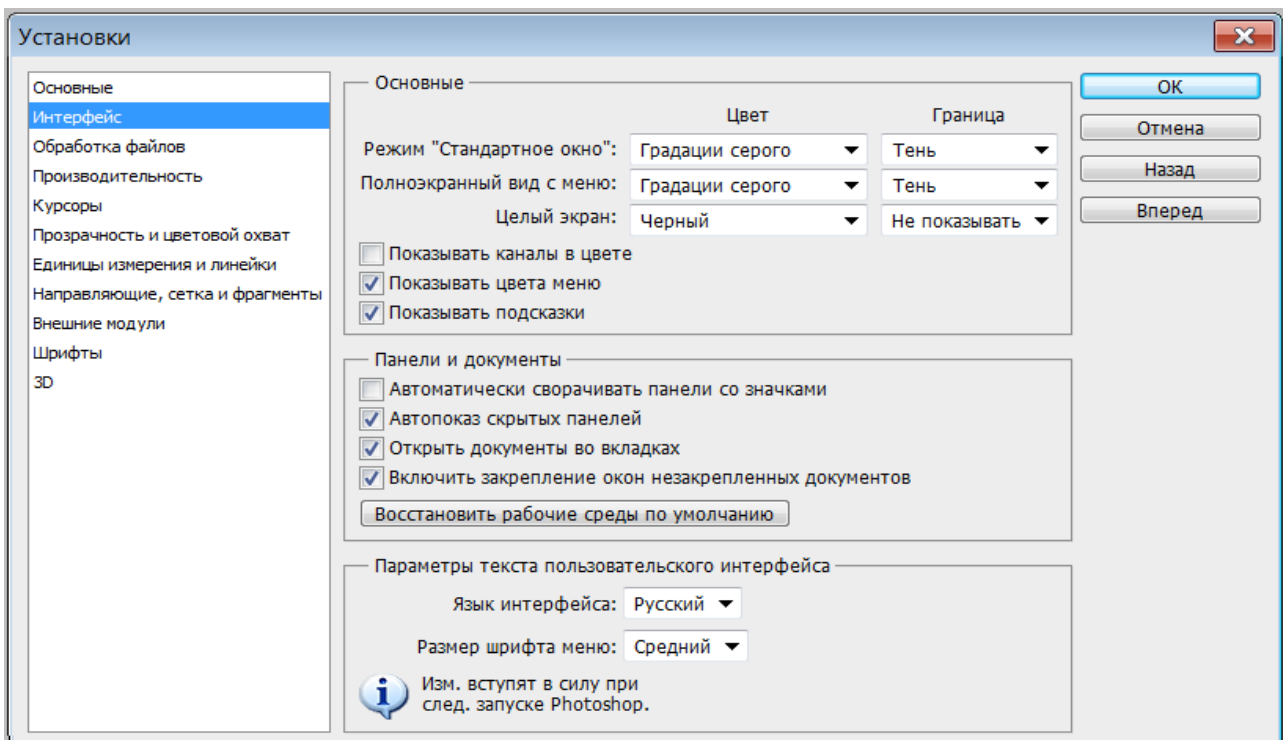 Установки
Основные
Интерфейс
Обработка файлов
Производительность
Курсоры
Прозрачность и цветовой охват
Единицы измерения и линейки
Направляющие, сетка и фрагменты
Внешние модули
Шрифты
3D
Основные
Цвет Граница
Режим "Стандартное окно": Градации серого Тень
Полноэкранный вид с меню: Градации серого Тень
Целый экран: Черный Не показывать
Показывать каналы в цвете
Показывать цвета меню
Показывать подсказки
Панели и документы
Автоматически сворачивать панели со значками
Автопоказ скрытых панелей
Открыть документы во вкладках
Включить закрепление окон незакрепленных документов
Восстановить рабочие среды по умолчанию
Параметры текста пользовательского интерфейса
Язык интерфейса: Русский
Размер шрифта меню: Средний
Изм. вступят в силу при
след. запуске Photoshop.
ОК
Отмена
Назад
Вперед